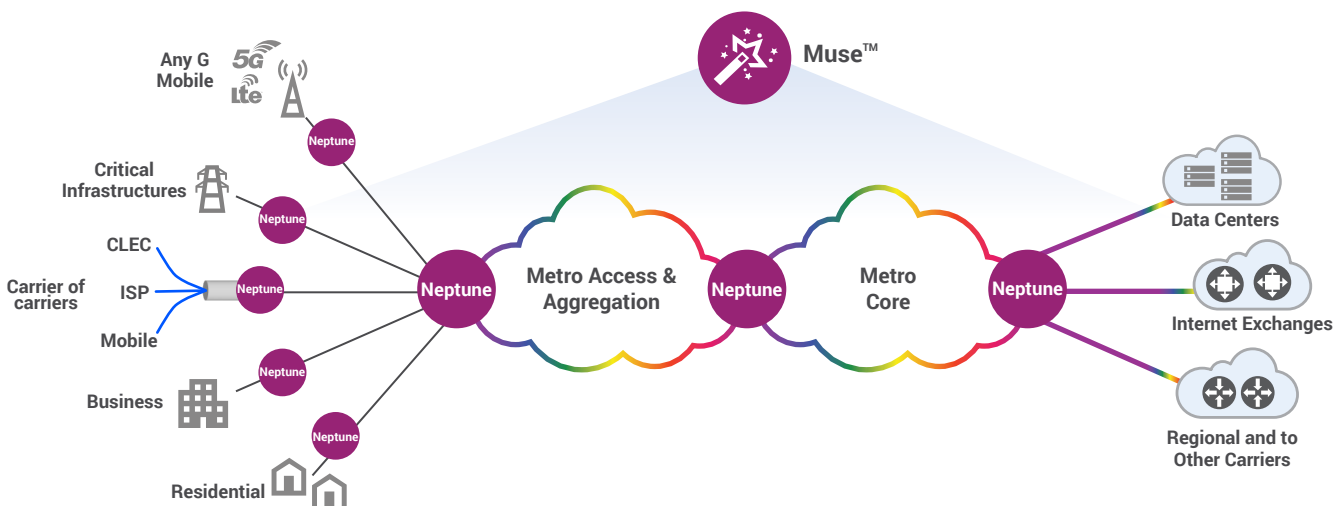 Muse™
Any G
Mobile
5G
lte
Neptune
Critical
Infrastructures
Neptune
CLEC
Carrier of
carriers
ISP
Mobile
Neptune
Business
Neptune
Residential
Neptune
Neptune
Metro Access &
Aggregation
Neptune
Metro
Core
Neptune
Data Centers
Internet Exchanges
Regional and to
Other Carriers